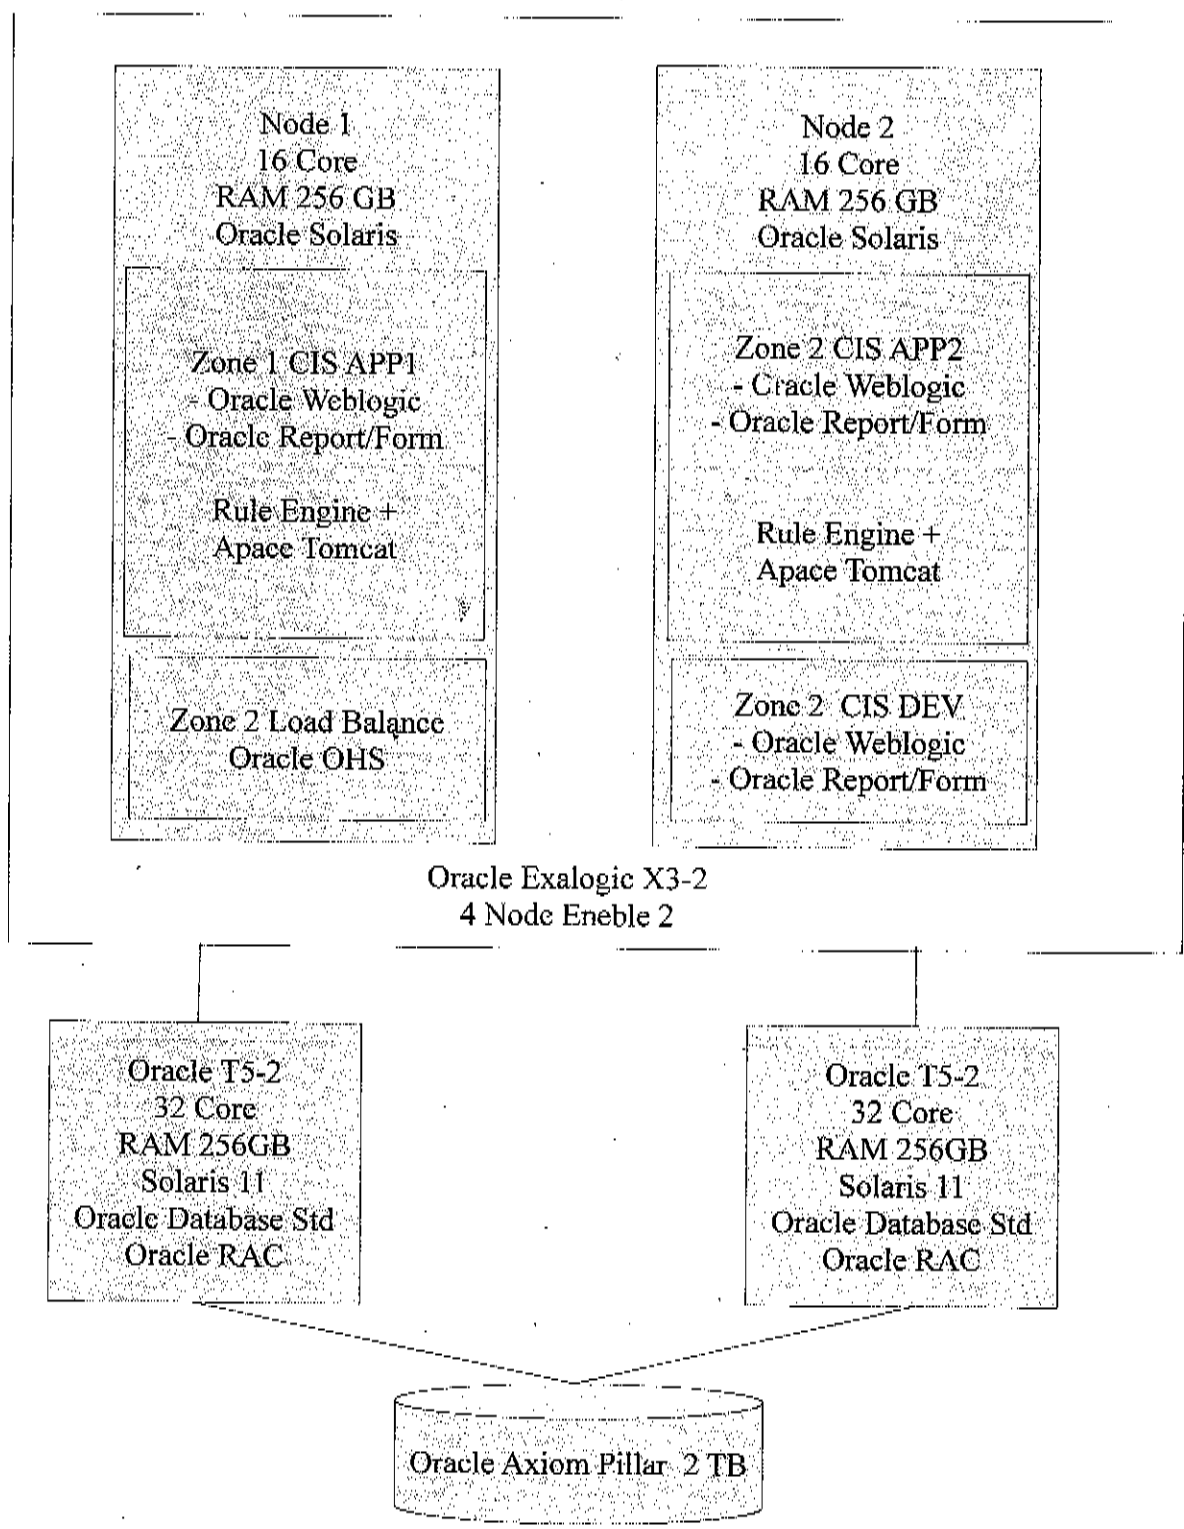 Node 1
16 Core
RAM 256 GB
Oracle Solaris
Zone 1 CIS APP1
- Oracle Weblogic
- Oracle Report/Form
Rule Engine +
Apace Tomcat
Zone 2 Load Balance
Oracle OHS
Node 2
16 Core
RAM 256 GB
Oracle Solaris
Zone 2 CIS APP2
- Oracle Weblogic
- Oracle Report/Form
Rule Engine +
Apace Tomcat
Zone 2 CIS DEV
- Oracle Weblogic
- Oracle Report/Form
Oracle Exalogic X3-2
4 Node Eneble 2
Oracle T5-2
32 Core
RAM 256GB
Solaris 11
Oracle Database Std
Oracle RAC
Oracle T5-2
32 Core
RAM 256GB
Solaris 11
Oracle Database Std
Oracle RAC
Oracle Axiom Pillar 2 TB